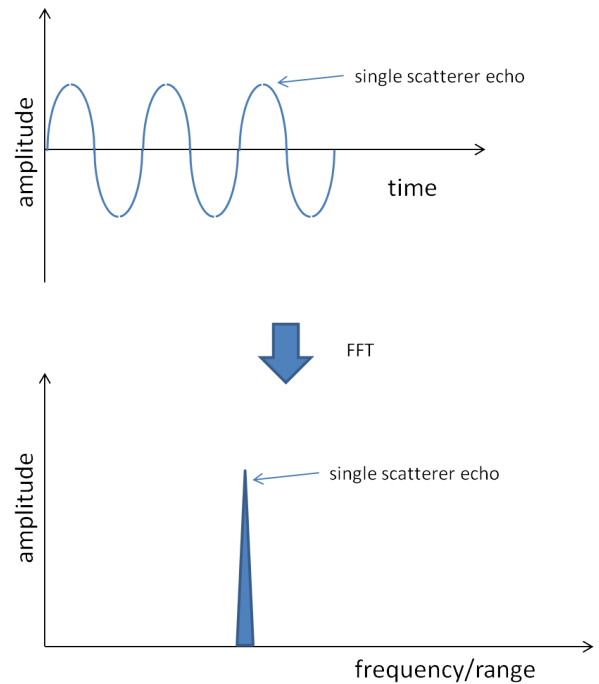 amplitude
single scatterer echo
time
FFT
amplitude
single scatterer echo
frequency/range